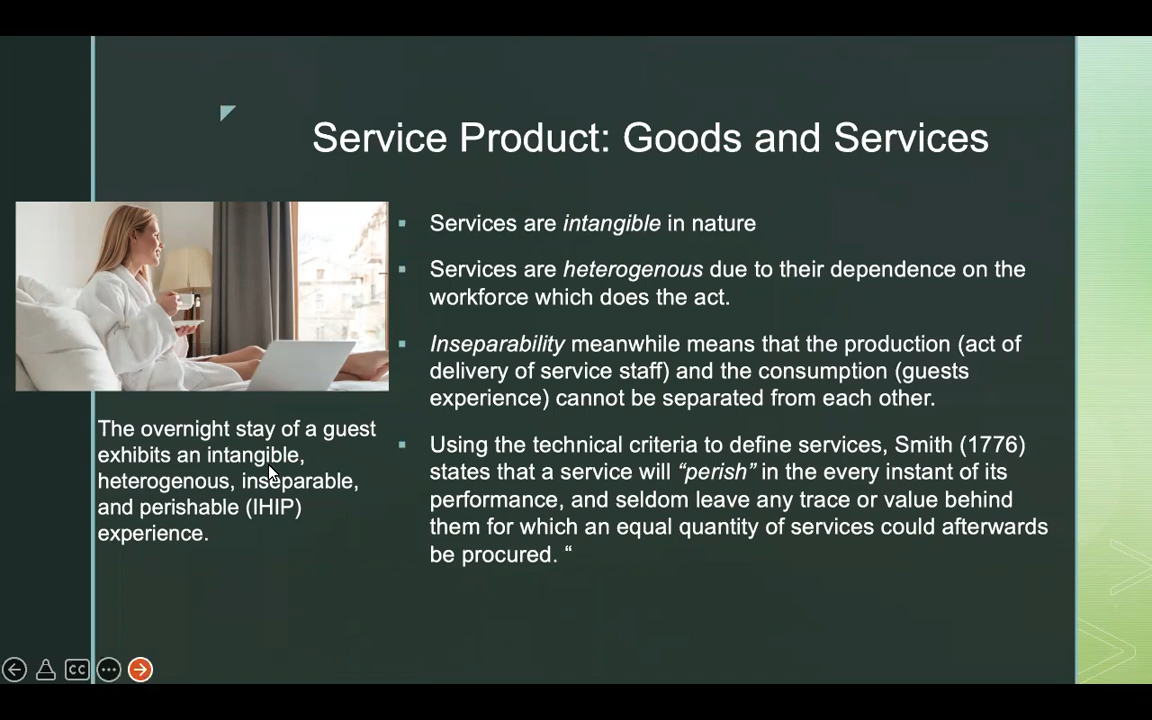 Service Product: Goods and Services
Services are intangible in nature
Services are heterogenous due to their dependence on the
workforce which does the act.
Inseparability meanwhile means that the production (act of
delivery of service staff) and the consumption (guests
experience) cannot be separated from each other.
Using the technical criteria to define services, Smith (1776)
states that a service will “perish” in the every instant of its
performance, and seldom leave any trace or value behind
them for which an equal quantity of services could afterwards
be procured. “
The overnight stay of a guest
exhibits an intangible,
heterogenous, inseparable,
and perishable (IHIP)
experience.
CC